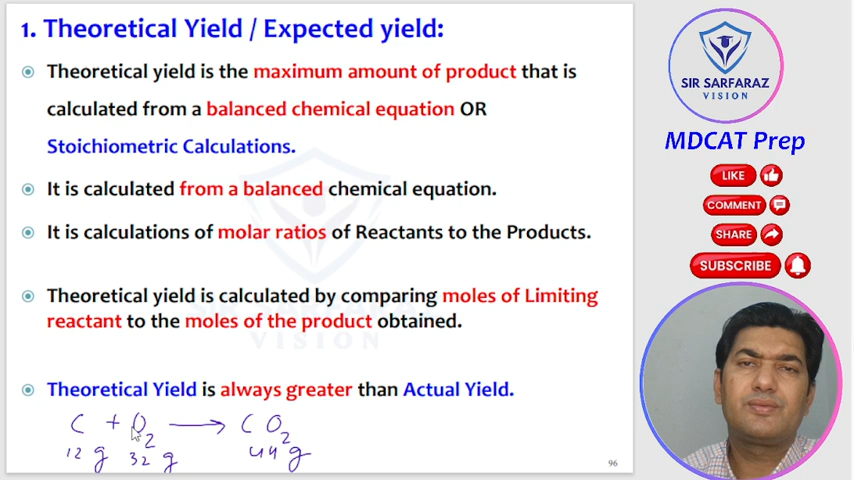 1. Theoretical Yield / Expected yield:
Theoretical yield is the maximum amount of product that is
calculated from a balanced chemical equation OR
Stoichiometric Calculations.
It is calculated from a balanced chemical equation.
It is calculations of molar ratios of Reactants to the Products.
Theoretical yield is calculated by comparing moles of Limiting
reactant to the moles of the product obtained.
VISION
Theoretical Yield is always greater than Actual Yield.
C + O2 → CO2
12 g 32 g 44 g
96
SIR SARFARAZ
VISION
MDCAT Prep
LIKE
COMMENT
SHARE
SUBSCRIBE